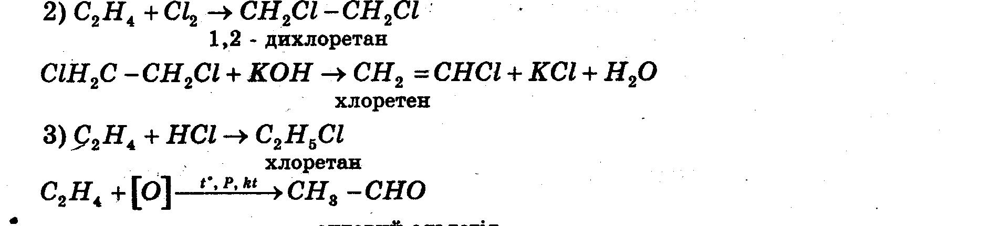 2) C₂H₄ + Cl₂ → CH₂Cl – CH₂Cl
1,2 - дихлоретан
ClH₂C – CH₂Cl + KOH → CH₂ = CHCl + KCl + H₂O
хлоретен
3) C₂H₄ + HCl → C₂H₅Cl
хлоретан
C₂H₄ + [O] —t°, P, kt→ CH₃ – CHO